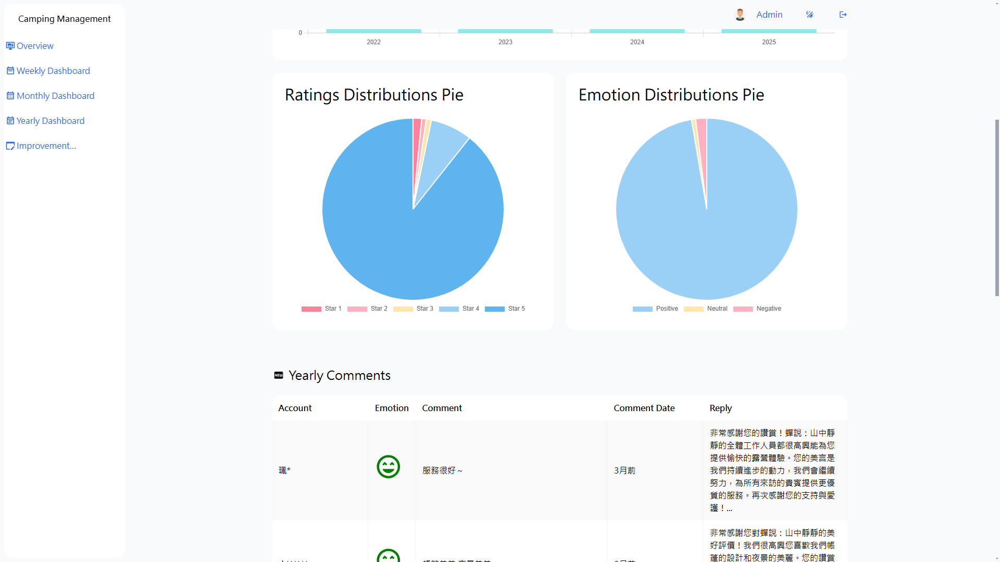 Camping Management
Admin
Overview
Weekly Dashboard
Monthly Dashboard
Yearly Dashboard
Improvement...
0
2022 2023 2024 2025
Ratings Distributions Pie
Star 1 Star 2 Star 3 Star 4 Star 5
Emotion Distributions Pie
Positive Neutral Negative
NEW Yearly Comments
Account Emotion Comment Comment Date Reply
珮*
服務很好～
3月前
非常感謝您的讚賞！蟬說：山中靜
靜的全體工作人員都很高興能為您
提供愉快的露營體驗。您的美言是
我們持續進步的動力，我們會繼續
努力，為所有來訪的貴賓提供更優
質的服務。再次感謝您的支持與愛
護！...
非常感謝您對蟬說：山中靜靜的美
好評價！我們很高興您喜歡我們帳
篷的設計和夜景的美麗。您的讚賞